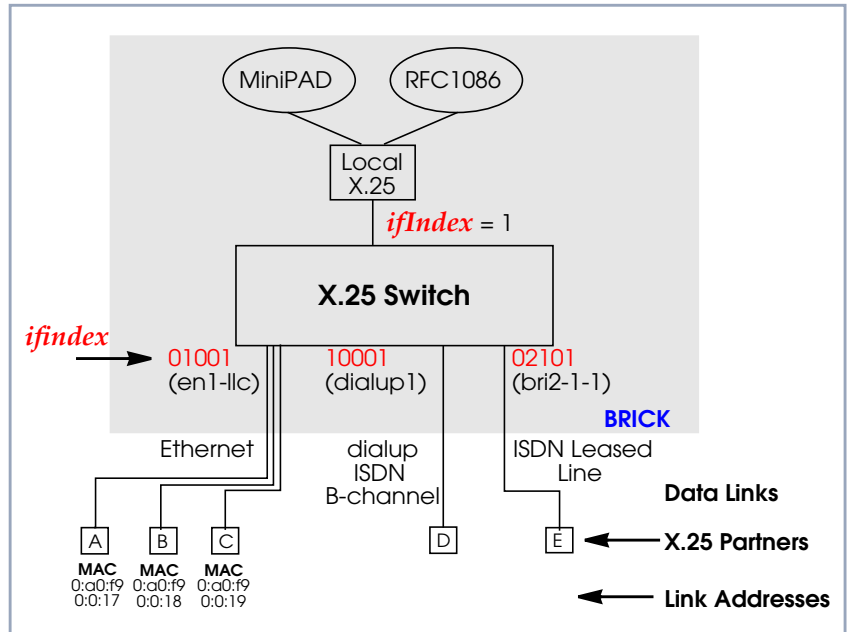 MiniPAD
RFC1086
Local
X.25
ifIndex = 1
X.25 Switch
ifindex
01001
(en1-llc)
10001
(dialup1)
02101
(bri2-1-1)
BRICK
Ethernet
dialup
ISDN
B-channel
ISDN Leased
Line
Data Links
A
B
C
D
E
X.25 Partners
MAC
0:a0:f9
0:0:17
MAC
0:a0:f9
0:0:18
MAC
0:a0:f9
0:0:19
Link Addresses